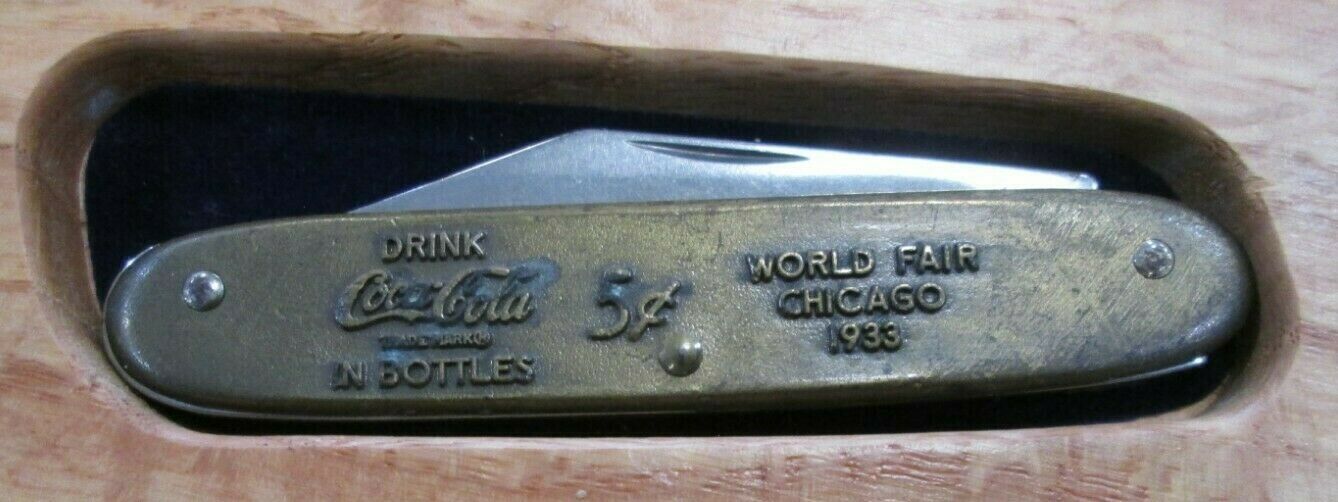 DRINK
Coca-Cola
TRADE MARK®
IN BOTTLES
5¢
WORLD FAIR
CHICAGO
1933